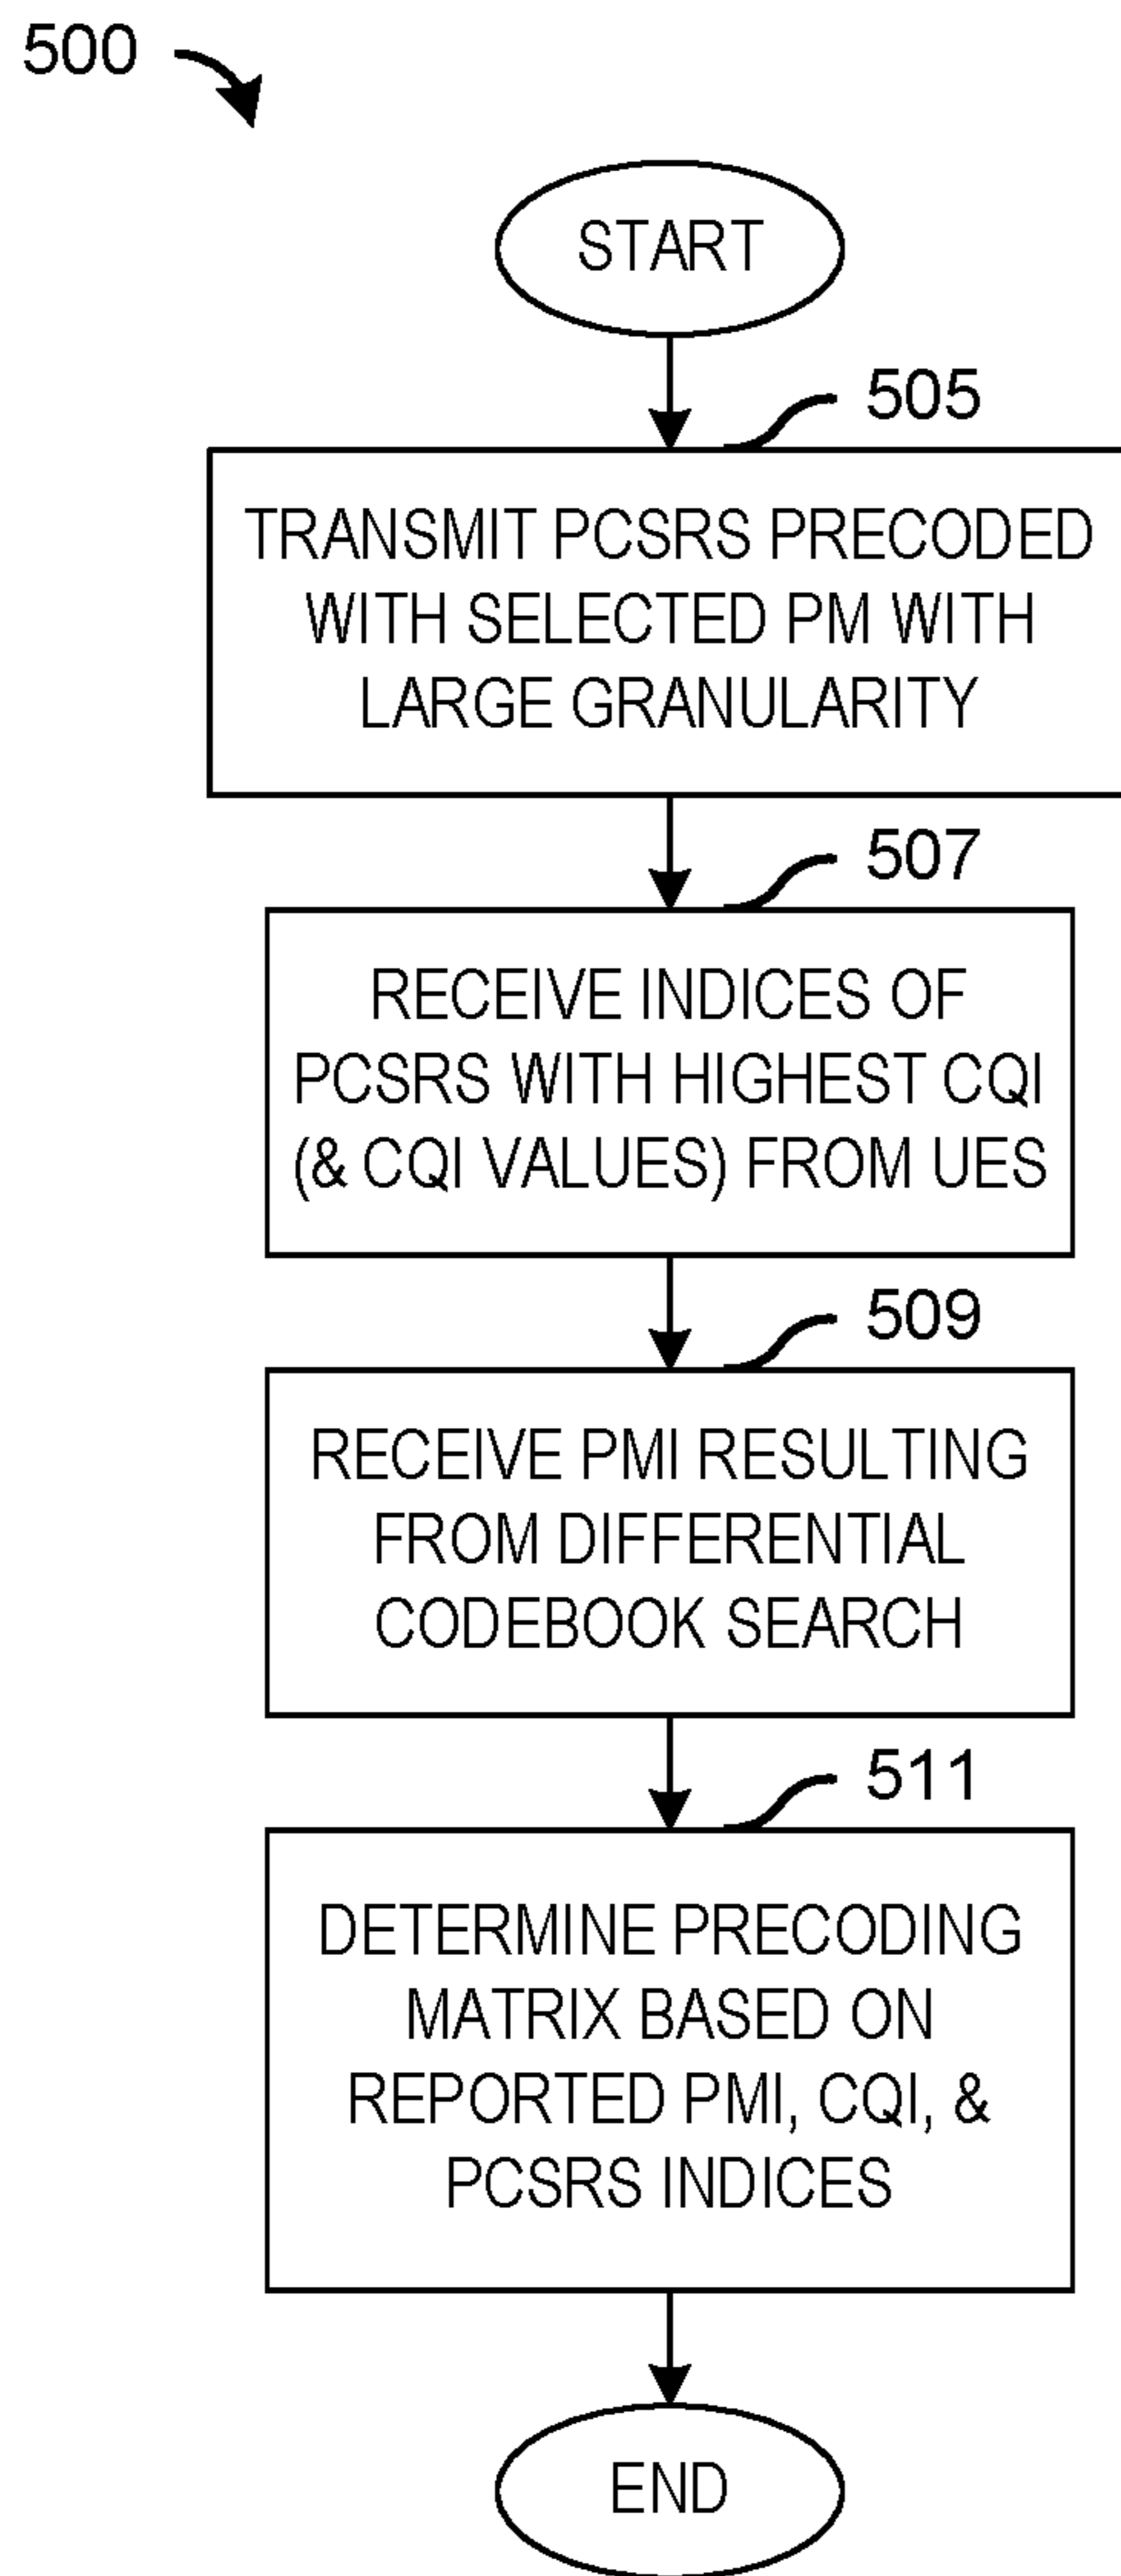 500
START
505
TRANSMIT PCSRS PRECODED
WITH SELECTED PM WITH
LARGE GRANULARITY
507
RECEIVE INDICES OF
PCSRS WITH HIGHEST CQI
(& CQI VALUES) FROM UES
509
RECEIVE PMI RESULTING
FROM DIFFERENTIAL
CODEBOOK SEARCH
511
DETERMINE PRECODING
MATRIX BASED ON
REPORTED PMI, CQI, &
PCSRS INDICES
END